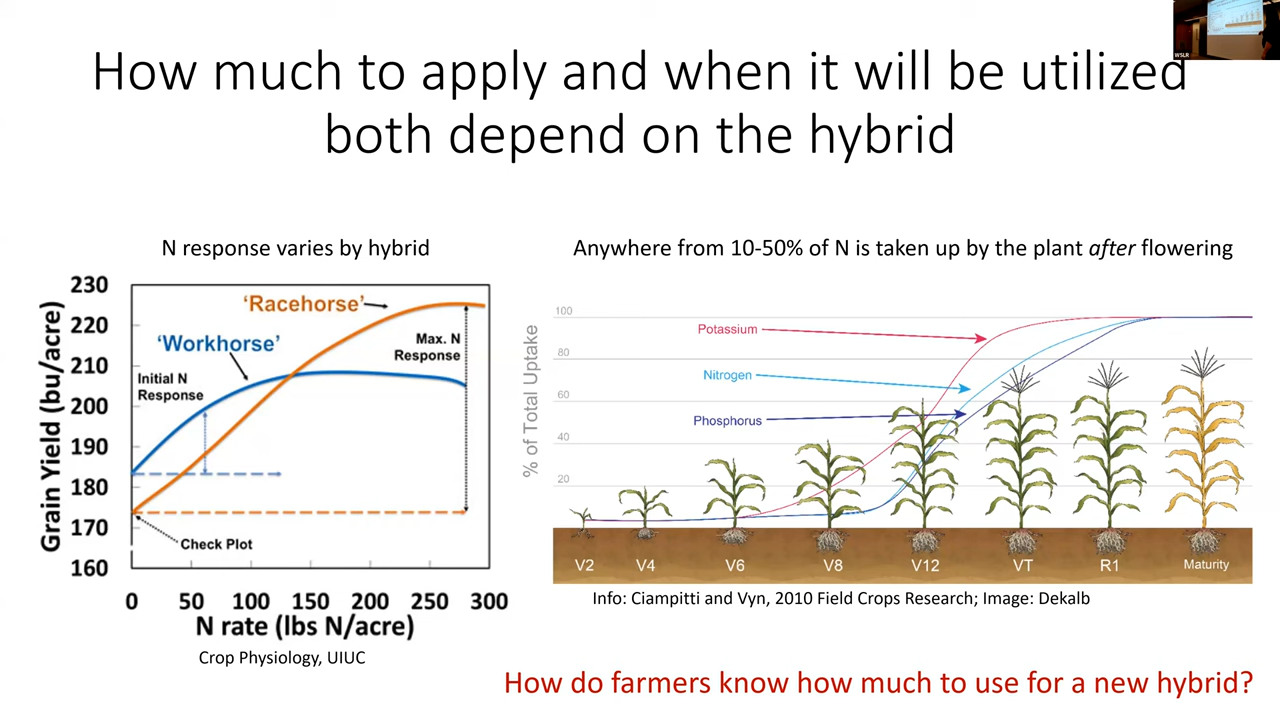 How much to apply and when it will be utilized
both depend on the hybrid
WSLR
N response varies by hybrid
230
220
210
200
190
180
170
160
Grain Yield (bu/acre)
'Racehorse'
'Workhorse'
Max. N
Response
Initial N
Response
Check Plot
0 50 100 150 200 250 300
N rate (lbs N/acre)
Crop Physiology, UIUC
Anywhere from 10-50% of N is taken up by the plant after flowering
% of Total Uptake
100
80
60
40
20
Potassium
Nitrogen
Phosphorus
V2 V4 V6 V8 V12 VT R1 Maturity
Info: Ciampitti and Vyn, 2010 Field Crops Research; Image: Dekalb
How do farmers know how much to use for a new hybrid?